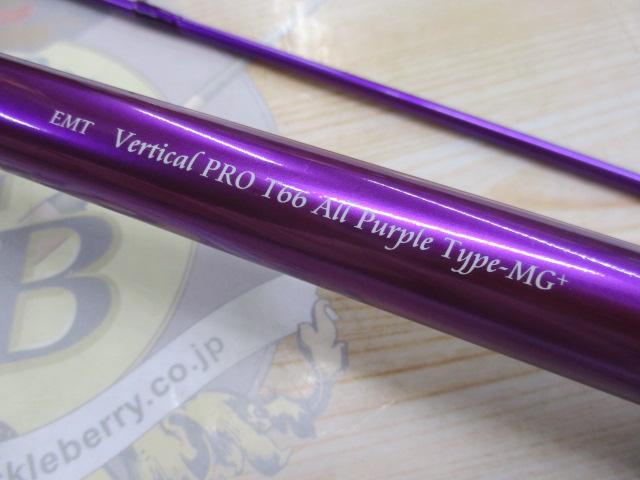 EMT Vertical PRO T66 All Purple Type-MG+
B
ckleberry.co.jp